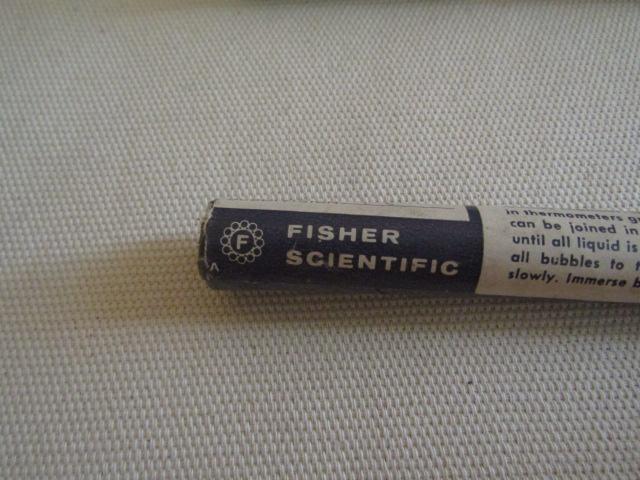 F
FISHER
SCIENTIFIC
in thermometers
can be joined in
until all liquid is
all bubbles to
slowly. Immerse